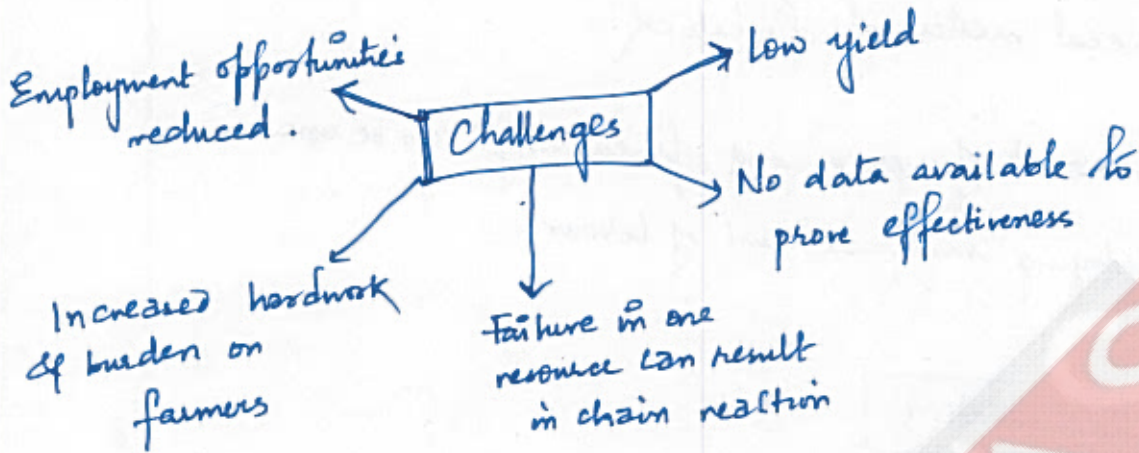 Employment opportunities
reduced.
Challenges
Low yield
No data available to
prove effectiveness
Increased hardwork
& burden on
farmers
Failure in one
resource can result
in chain reaction